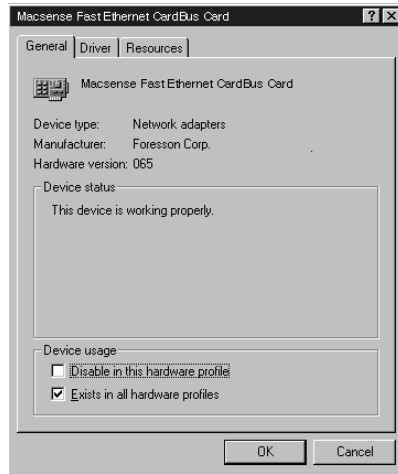 Macsense Fast Ethernet CardBus Card
General Driver Resources
Macsense Fast Ethernet CardBus Card
Device type: Network adapters
Manufacturer: Foresson Corp.
Hardware version: 065
Device status
This device is working properly.
Device usage
Disable in this hardware profile
Exists in all hardware profiles
OK Cancel